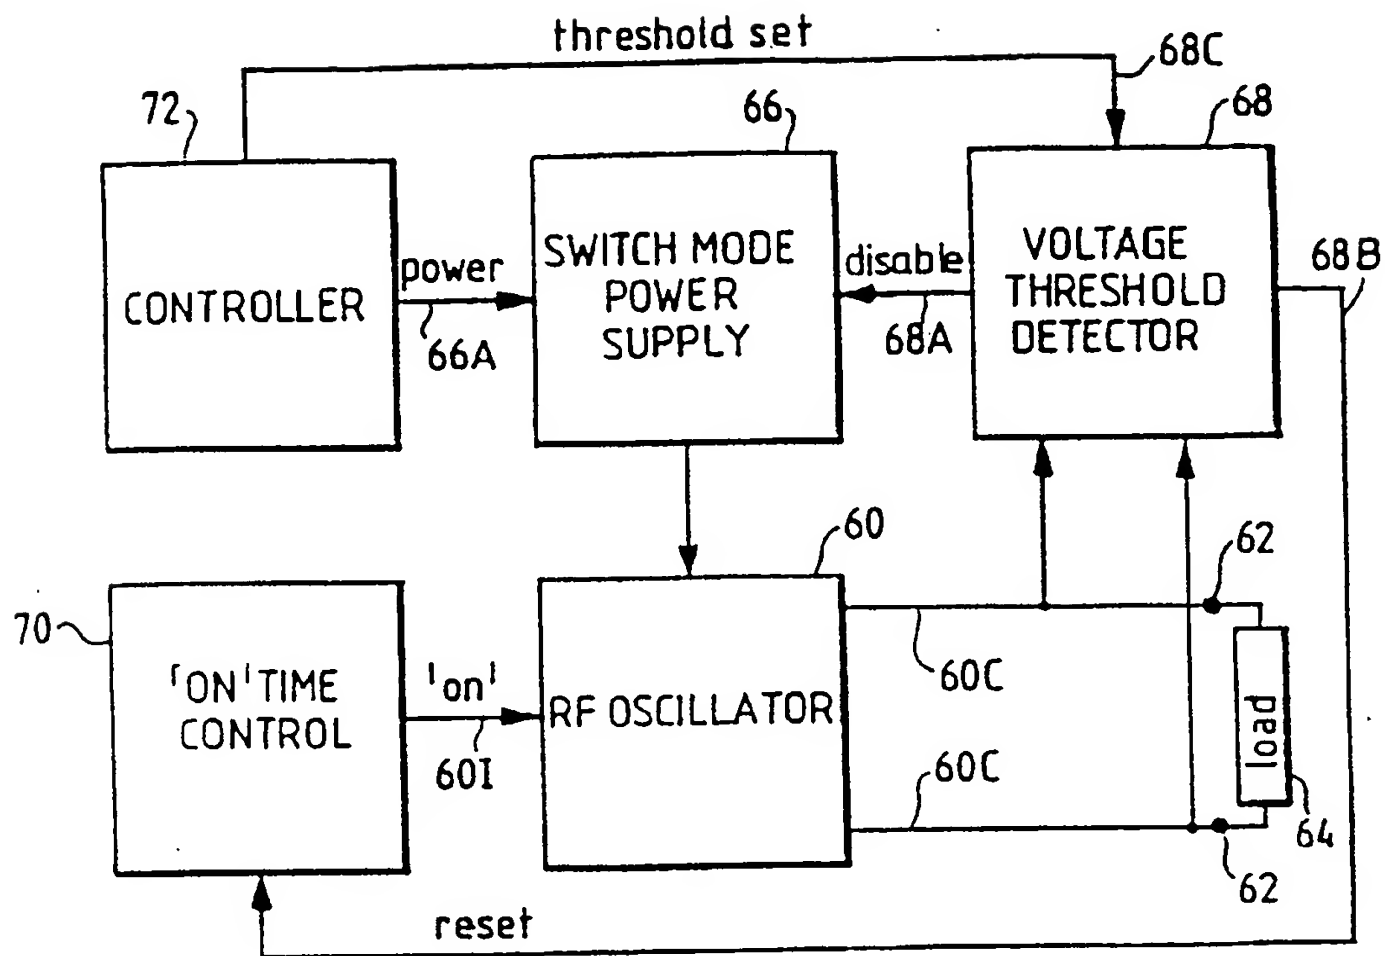 threshold set
68C
72
66
68
CONTROLLER
power
66A
SWITCH MODE
POWER
SUPPLY
disable
68A
VOLTAGE
THRESHOLD
DETECTOR
68B
60
62
70
'ON' TIME
CONTROL
'on'
60I
RF OSCILLATOR
60C
60C
load
64
62
reset